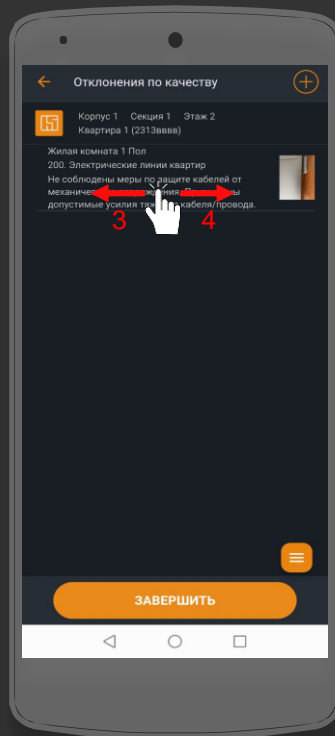 Отклонения по качеству
Корпус 1 Секция 1 Этаж 2
Квартира 1 (2313вввв)
Жилая комната 1 Пол
200. Электрические линии квартир
Не соблюдены меры по защите кабелей от
допустимые усилия кабеля/провода.
3 4
ЗАВЕРШИТЬ